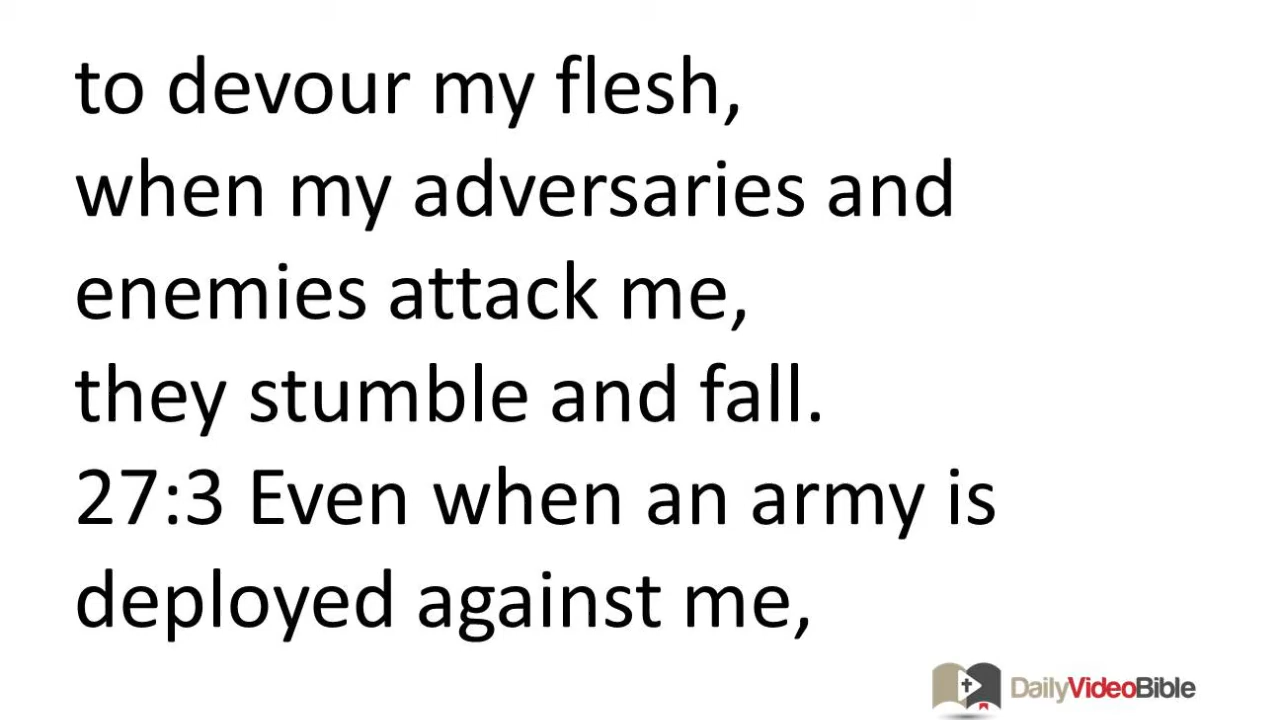 to devour my flesh,
when my adversaries and
enemies attack me,
they stumble and fall.
27:3 Even when an army is
deployed against me,
DailyVideoBible